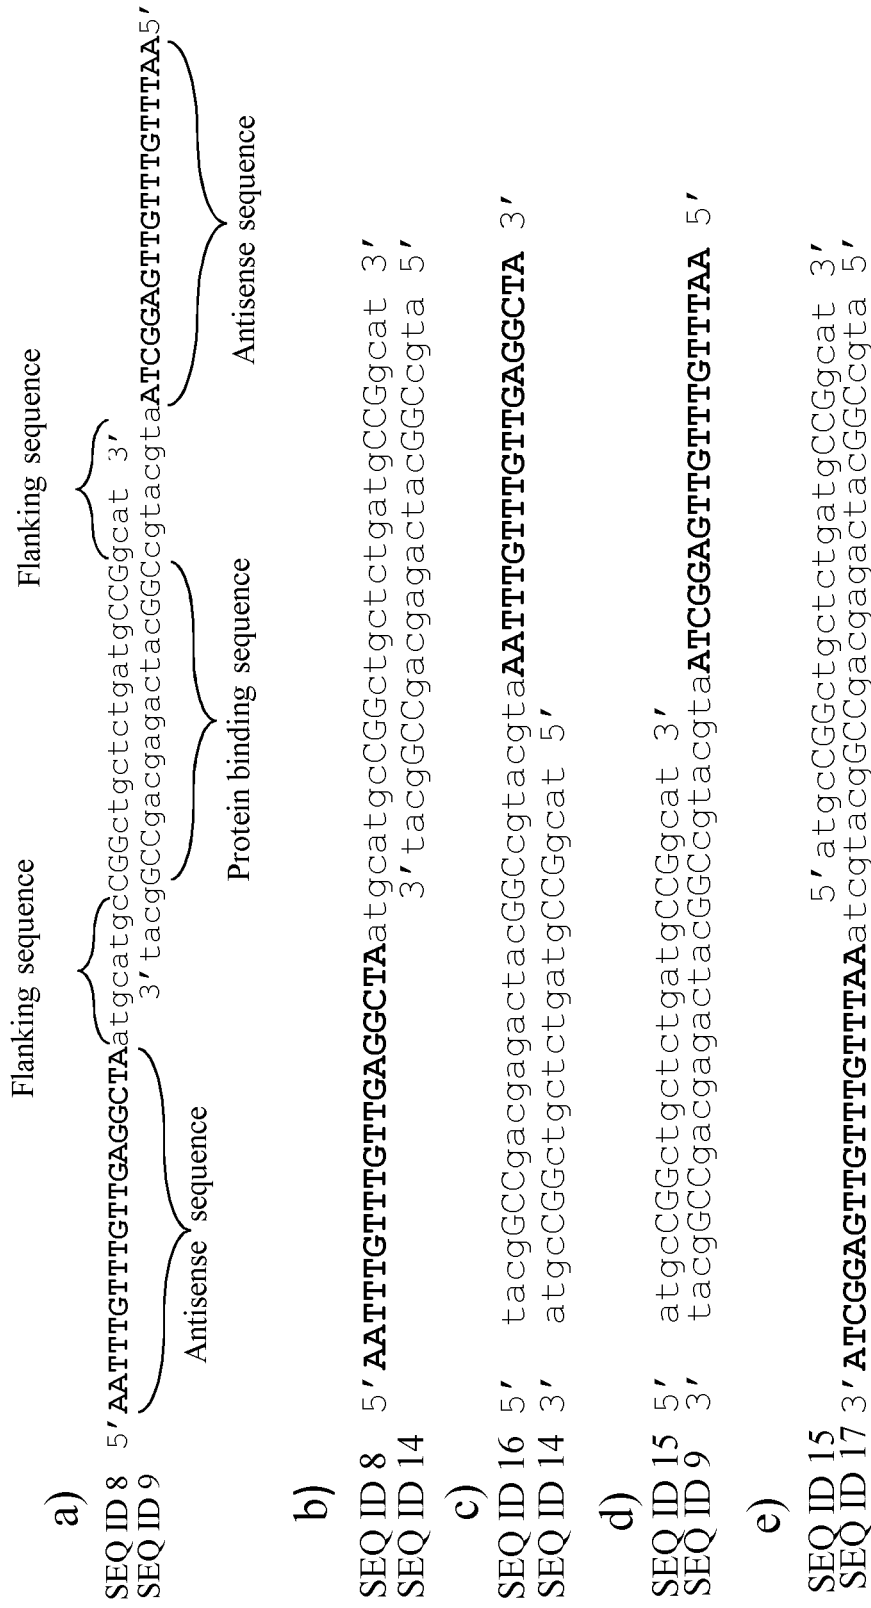 Flanking sequence Flanking sequence
a)
SEQ ID 8 5'AATTTGTTTGTTGAGGCTAatgcatgcCGGctgctctgatgCCGgcat 3'
SEQ ID 9 3'tacgGCCgacgagactacGGCcgtacgtaATCGGAGTTGTTTGTTTAA5'
Antisense sequence Protein binding sequence Antisense sequence
b)
SEQ ID 8 5'AATTTGTTTGTTGAGGCTAatgcatgcCGGctgctctgatgCCGgcat 3'
SEQ ID 14 3'tacgGCCgacgagactacGGCcgta 5'
c)
SEQ ID 16 5' tacgGCCgacgagactacGGCcgtacgtaAATTTGTTTGTTGAGGCTA 3'
SEQ ID 14 3' atgcCGGctgctctgatgCCGgcat 5'
d)
SEQ ID 15 5' atgcCGGctgctctgatgCCGgcat 3'
SEQ ID 9 3' tacgGCCgacgagactacGGCcgtacgtaATCGGAGTTGTTTGTTTAA 5'
e)
SEQ ID 15 5'atgcCGGctgctctgatgCCGgcat 3'
SEQ ID 17 3'ATCGGAGTTGTTTGTTTAAatcgtacgGCCgacgagactacGGCcgta 5'